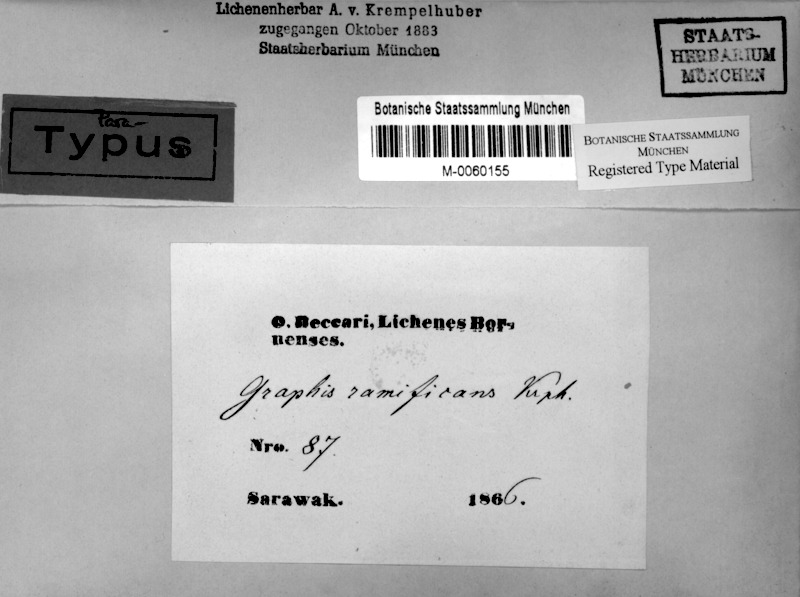 Lichenenherbar A. v. Krempelhuber
zugegangen Oktober 1883
Staatsherbarium München
STAATS-
HERBARIUM
MÜNCHEN
Para-
Typus
Botanische Staatssammlung München
M-0060155
BOTANISCHE STAATSSAMMLUNG
MÜNCHEN
Registered Type Material
O. Beccari, Lichenes Bor-
nenses.
Graphis ramificans Krph.
Nro. 87.
Sarawak. 1866.